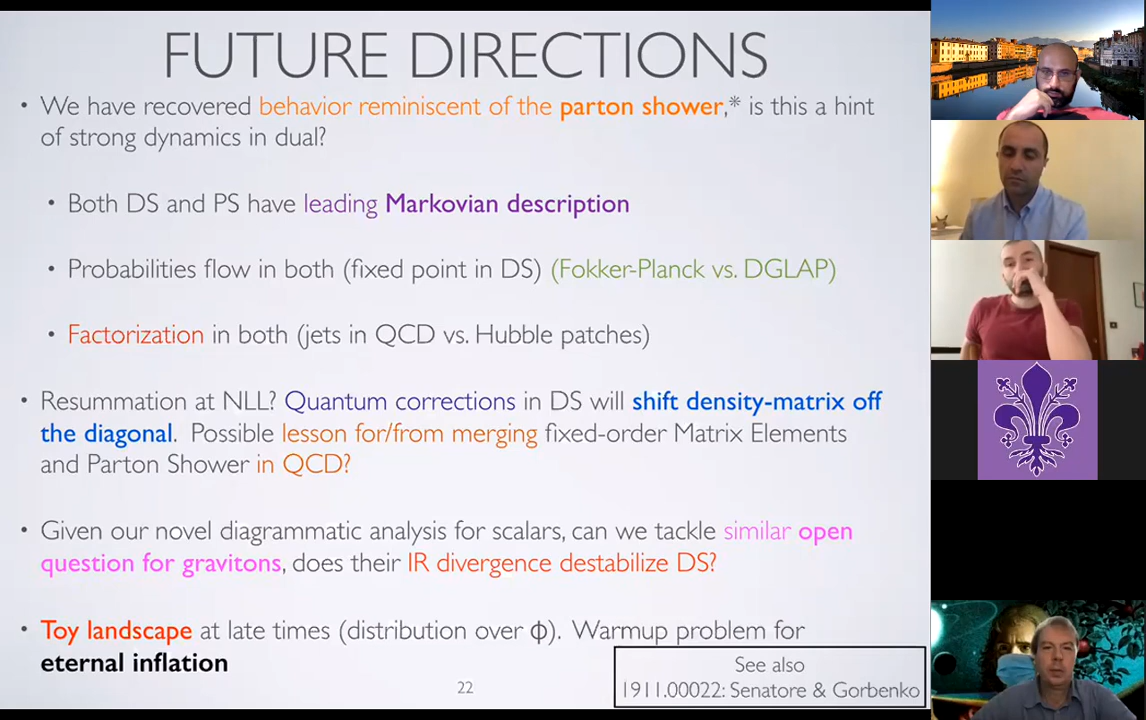 FUTURE DIRECTIONS
• We have recovered behavior reminiscent of the parton shower,* is this a hint
of strong dynamics in dual?
• Both DS and PS have leading Markovian description
• Probabilities flow in both (fixed point in DS) (Fokker-Planck vs. DGLAP)
• Factorization in both (jets in QCD vs. Hubble patches)
• Resummation at NLL? Quantum corrections in DS will shift density-matrix off
the diagonal. Possible lesson for/from merging fixed-order Matrix Elements
and Parton Shower in QCD?
• Given our novel diagrammatic analysis for scalars, can we tackle similar open
question for gravitons, does their IR divergence destabilize DS?
• Toy landscape at late times (distribution over ϕ). Warmup problem for
eternal inflation
See also
1911.00022: Senatore & Gorbenko
22